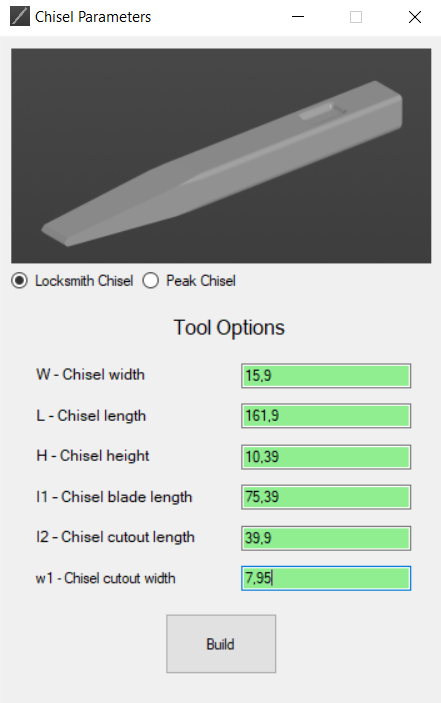 Chisel Parameters
Locksmith Chisel Peak Chisel
Tool Options
W - Chisel width 15,9
L - Chisel length 161,9
H - Chisel height 10,39
l1 - Chisel blade length 75,39
l2 - Chisel cutout length 39,9
w1 - Chisel cutout width 7,95
Build